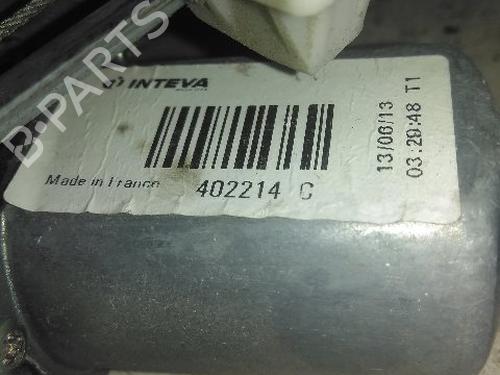 INTEVA
Made in France
402214 C
13/06/13
03:29:48 T1
B-PARTS